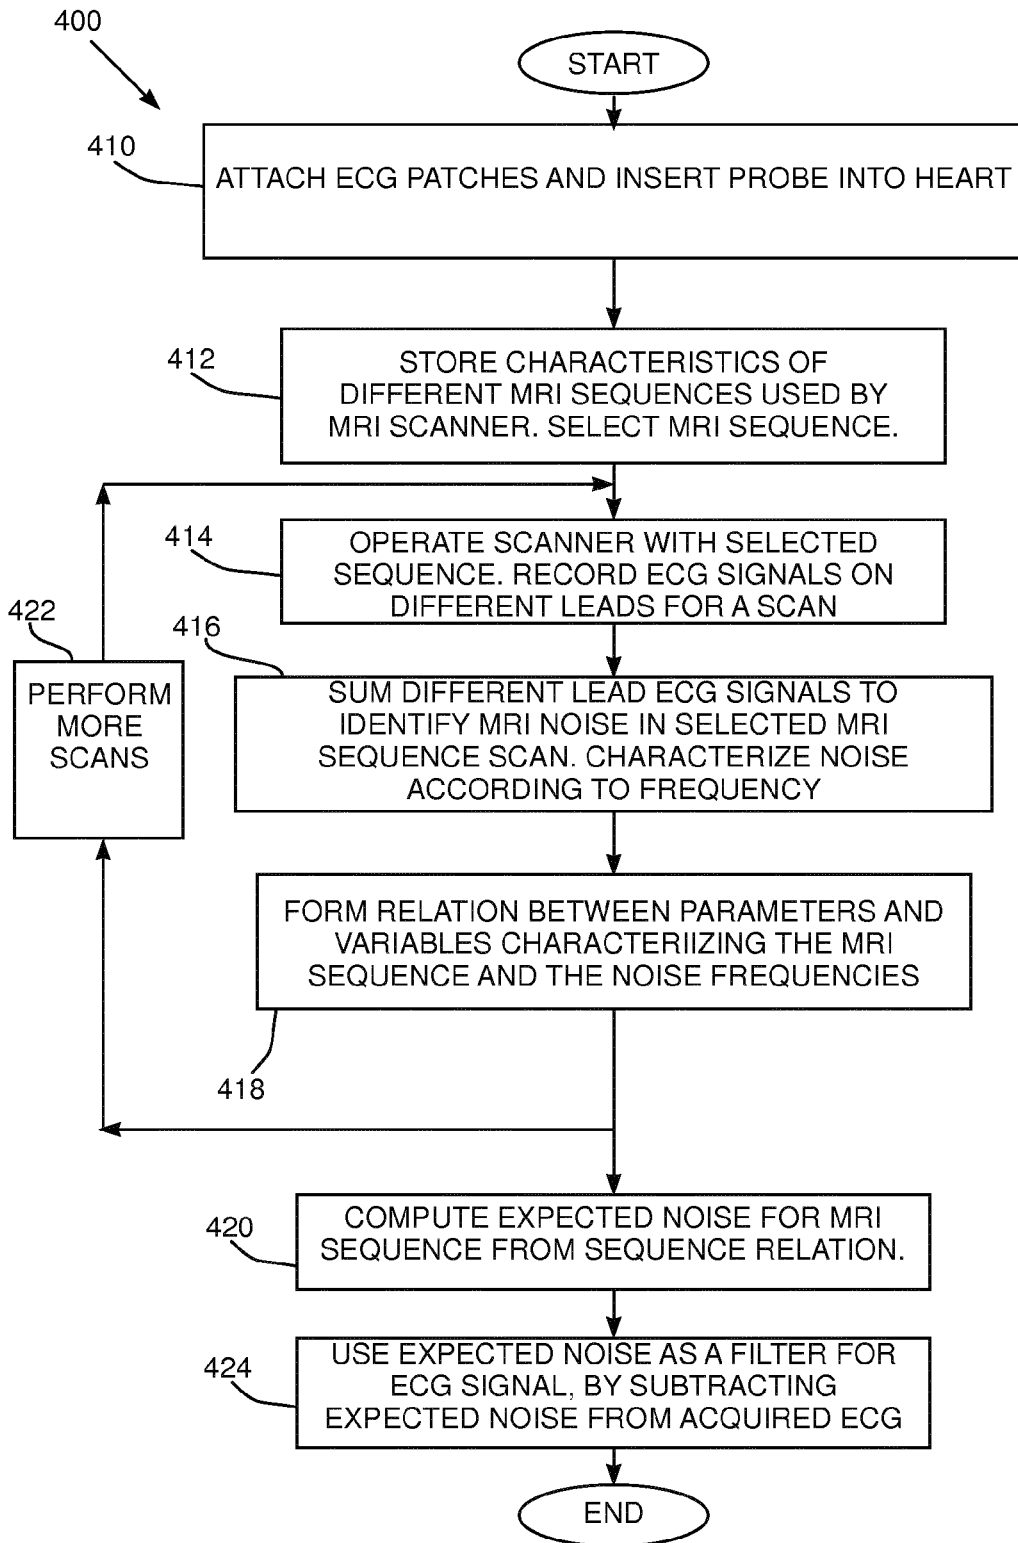 400
START
410
ATTACH ECG PATCHES AND INSERT PROBE INTO HEART
412
STORE CHARACTERISTICS OF
DIFFERENT MRI SEQUENCES USED BY
MRI SCANNER. SELECT MRI SEQUENCE.
414
OPERATE SCANNER WITH SELECTED
SEQUENCE. RECORD ECG SIGNALS ON
DIFFERENT LEADS FOR A SCAN
422
PERFORM
MORE
SCANS
416
SUM DIFFERENT LEAD ECG SIGNALS TO
IDENTIFY MRI NOISE IN SELECTED MRI
SEQUENCE SCAN. CHARACTERIZE NOISE
ACCORDING TO FREQUENCY
FORM RELATION BETWEEN PARAMETERS AND
VARIABLES CHARACTERIIZING THE MRI
SEQUENCE AND THE NOISE FREQUENCIES
418
420
COMPUTE EXPECTED NOISE FOR MRI
SEQUENCE FROM SEQUENCE RELATION.
424
USE EXPECTED NOISE AS A FILTER FOR
ECG SIGNAL, BY SUBTRACTING
EXPECTED NOISE FROM ACQUIRED ECG
END